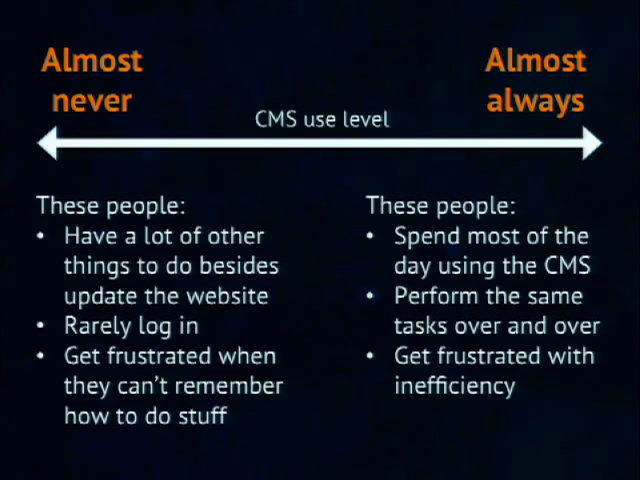 Almost
never
Almost
always
CMS use level
These people:
• Have a lot of other
things to do besides
update the website
• Rarely log in
• Get frustrated when
they can't remember
how to do stuff
These people:
• Spend most of the
day using the CMS
• Perform the same
tasks over and over
• Get frustrated with
inefficiency